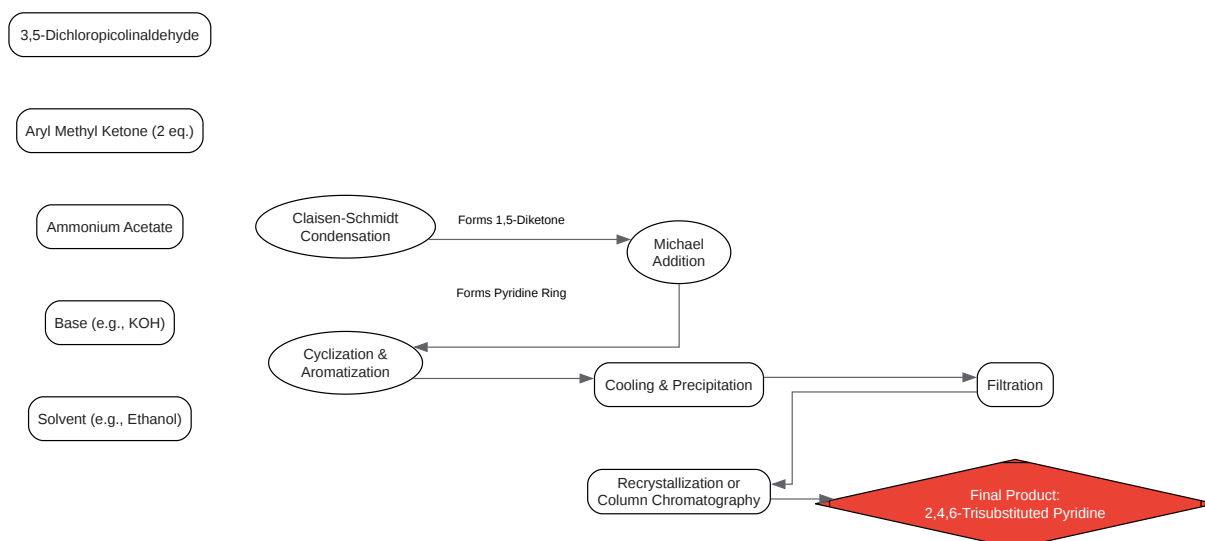 3,5-Dichloropicolinaldehyde
Aryl Methyl Ketone (2 eq.)
Ammonium Acetate
Base (e.g., KOH)
Solvent (e.g., Ethanol)
Claisen-Schmidt
Condensation
Forms 1,5-Diketone
Michael
Addition
Forms Pyridine Ring
Cyclization &
Aromatization
Cooling & Precipitation
Filtration
Recrystallization or
Column Chromatography
Final Product:
2,4,6-Trisubstituted Pyridine